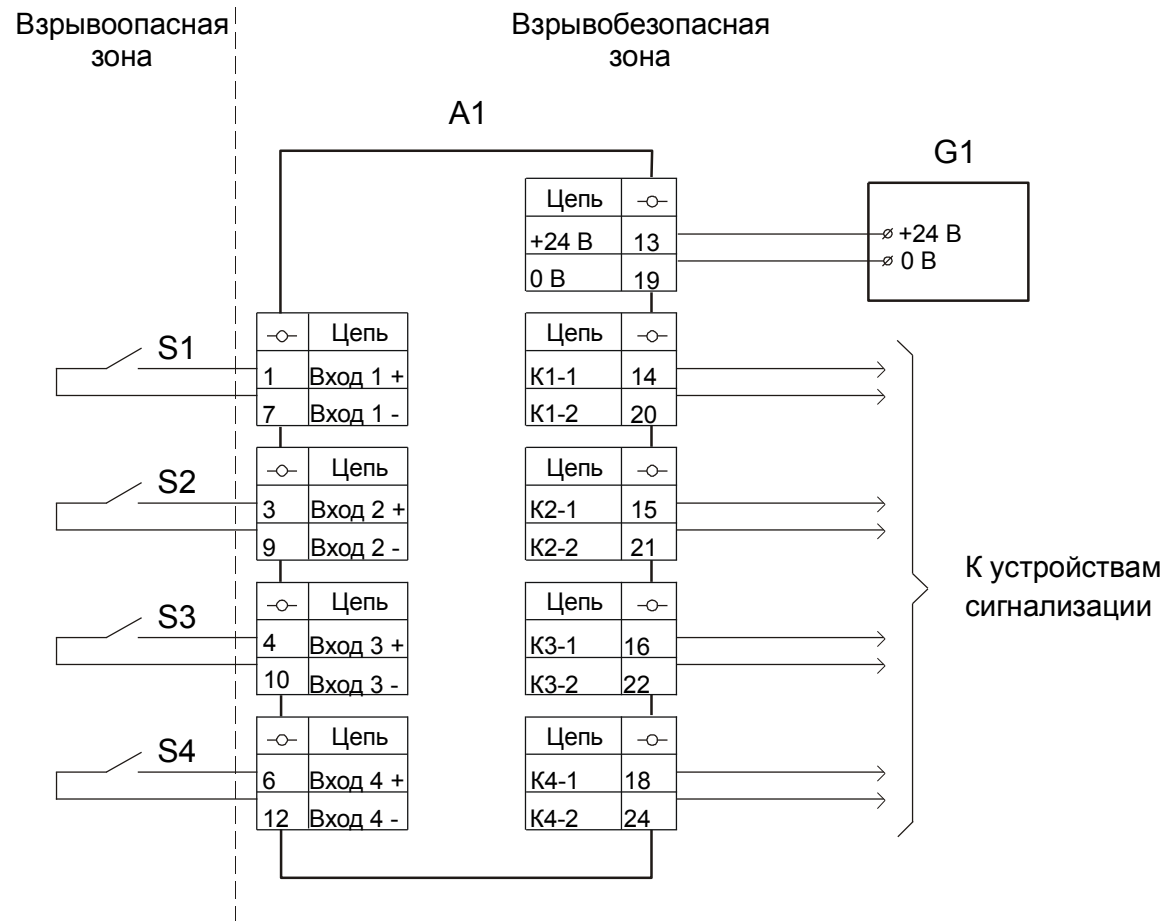 Взрывоопасная
зона
Взрывобезопасная
зона
А1
G1
Цепь
+24 В 13
0 В 19
+24 В
0 В
S1
Цепь
1 Вход 1 +
7 Вход 1 -
Цепь
К1-1 14
К1-2 20
S2
Цепь
3 Вход 2 +
9 Вход 2 -
Цепь
К2-1 15
К2-2 21
S3
Цепь
4 Вход 3 +
10 Вход 3 -
Цепь
К3-1 16
К3-2 22
S4
Цепь
6 Вход 4 +
12 Вход 4 -
Цепь
К4-1 18
К4-2 24
К устройствам
сигнализации